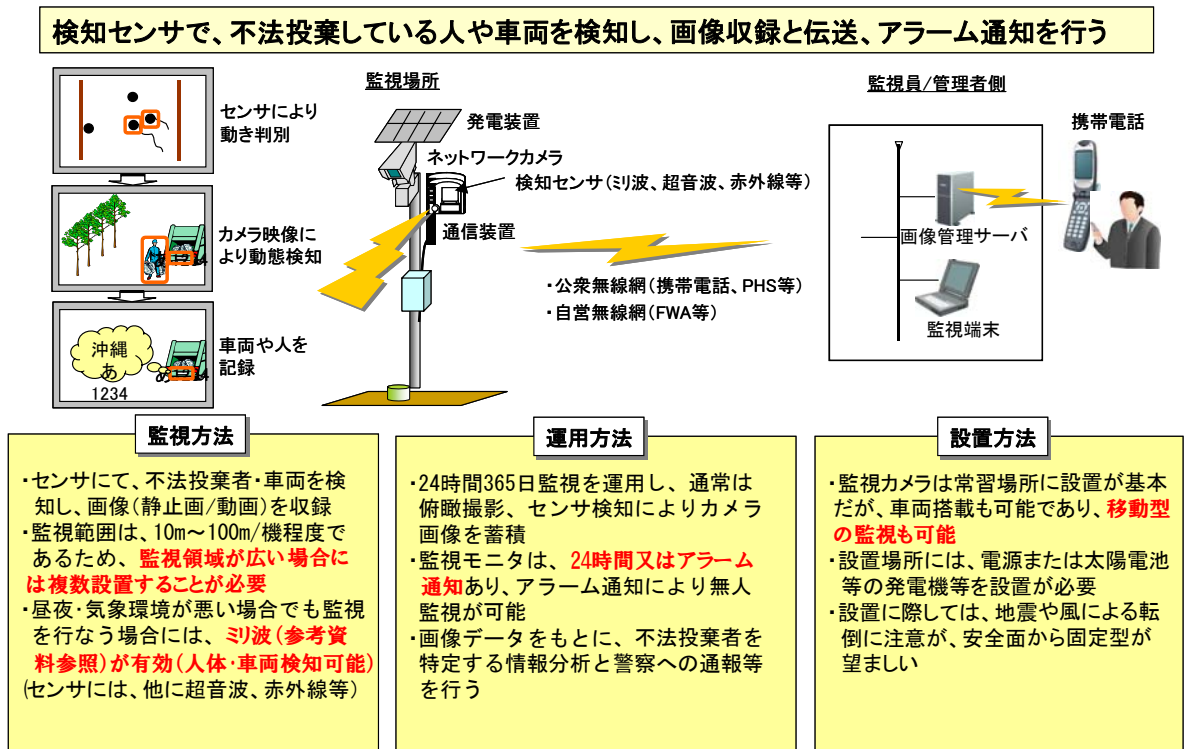 検知センサで、不法投棄している人や車両を検知し、画像収録と伝送、アラーム通知を行う
センサにより
動き判別
カメラ映像に
より動態検知
車両や人を
記録
沖縄
あ
1234
監視場所
発電装置
ネットワークカメラ
検知センサ(ミリ波、超音波、赤外線等)
通信装置
・公衆無線網(携帯電話、PHS等)
・自営無線網(FWA等)
監視員/管理者側
画像管理サーバ
監視端末
携帯電話
監視方法
・センサにて、不法投棄者・車両を検
知し、画像(静止画/動画)を収録
・監視範囲は、10m～100m/機程度で
あるため、監視領域が広い場合に
は複数設置することが必要
・昼夜・気象環境が悪い場合でも監視
を行なう場合には、ミリ波(参考資
料参照)が有効(人体・車両検知可能)
(センサには、他に超音波、赤外線等)
運用方法
・24時間365日監視を運用し、通常は
俯瞰撮影、センサ検知によりカメラ
画像を蓄積
・監視モニタは、24時間又はアラーム
通知あり、アラーム通知により無人
監視が可能
・画像データをもとに、不法投棄者を
特定する情報分析と警察への通報等
を行う
設置方法
・監視カメラは常習場所に設置が基本
だが、車両搭載も可能であり、移動型
の監視も可能
・設置場所には、電源または太陽電池
等の発電機等を設置が必要
・設置に際しては、地震や風による転
倒に注意が、安全面から固定型が
望ましい